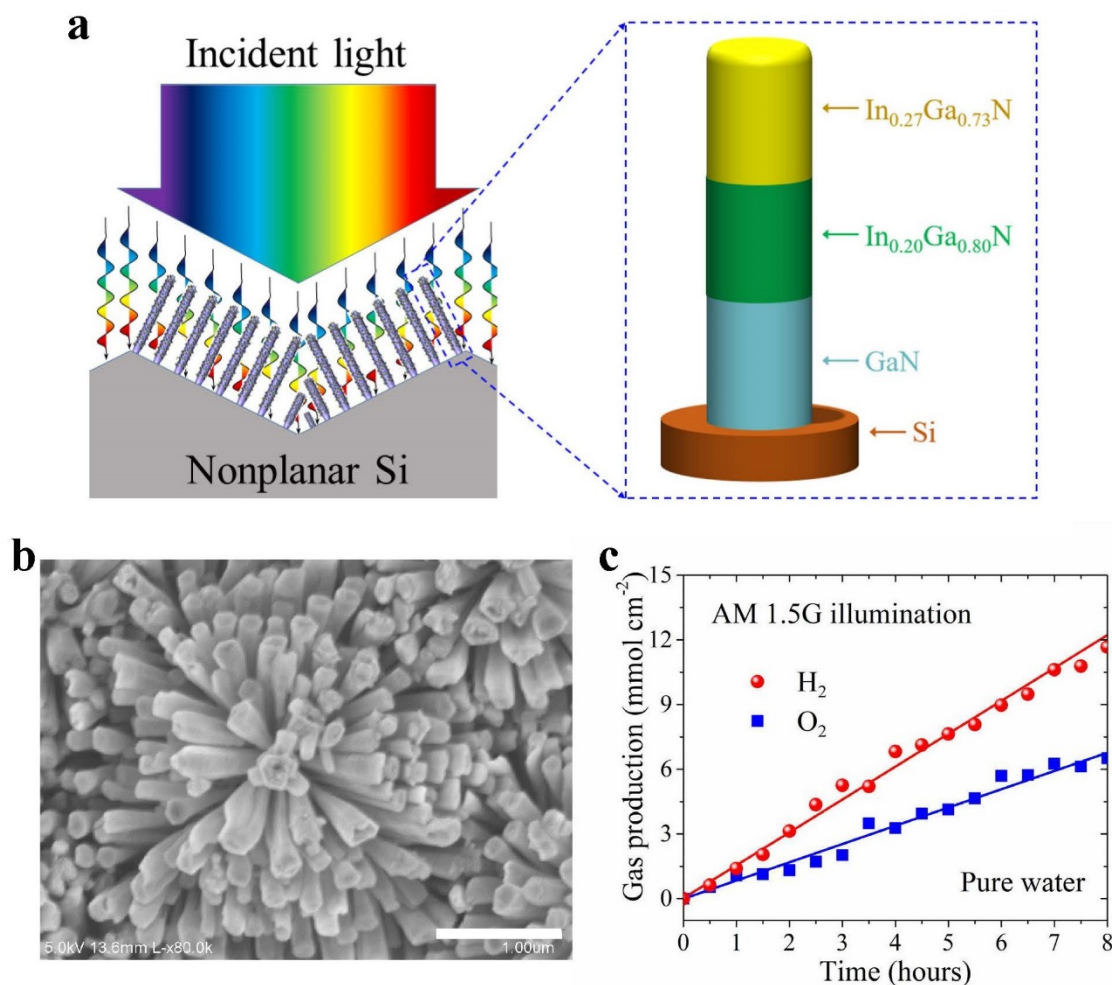 a
Incident light
Nonplanar Si
In0.27Ga0.73N
In0.20Ga0.80N
GaN
Si
b
5.0kV 13.6mm L-x80.0k
1.00um
c
Gas production (mmol cm-2)
15
12
9
6
3
0
AM 1.5G illumination
H2
O2
Pure water
0 1 2 3 4 5 6 7 8
Time (hours)